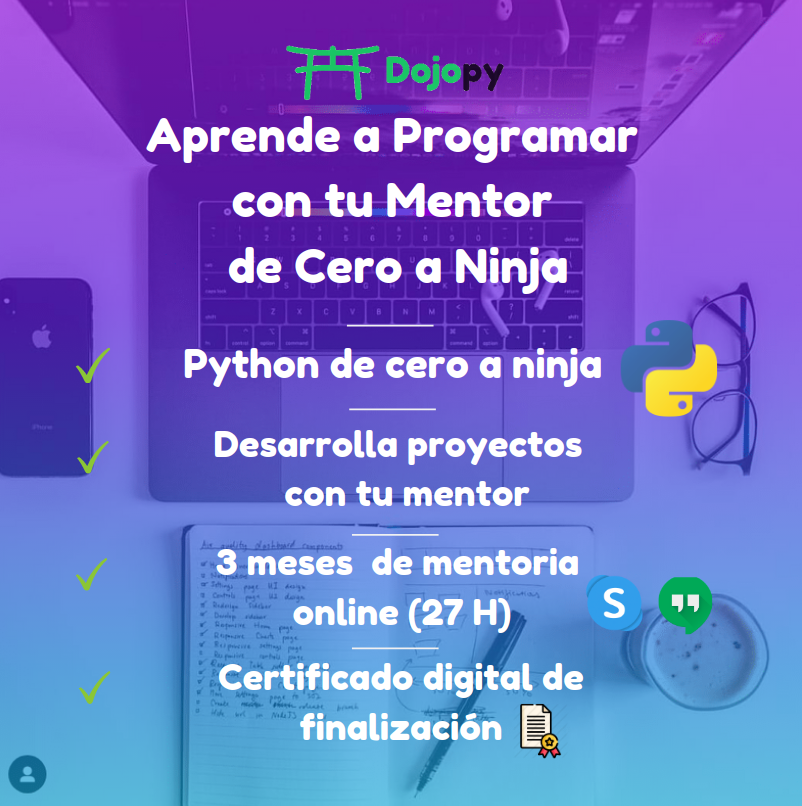 Dojopy
Aprende a Programar
con tu Mentor
de Cero a Ninja
Python de cero a ninja
Desarrolla proyectos
con tu mentor
3 meses de mentoria
online (27 H)
S
Certificado digital de
finalización